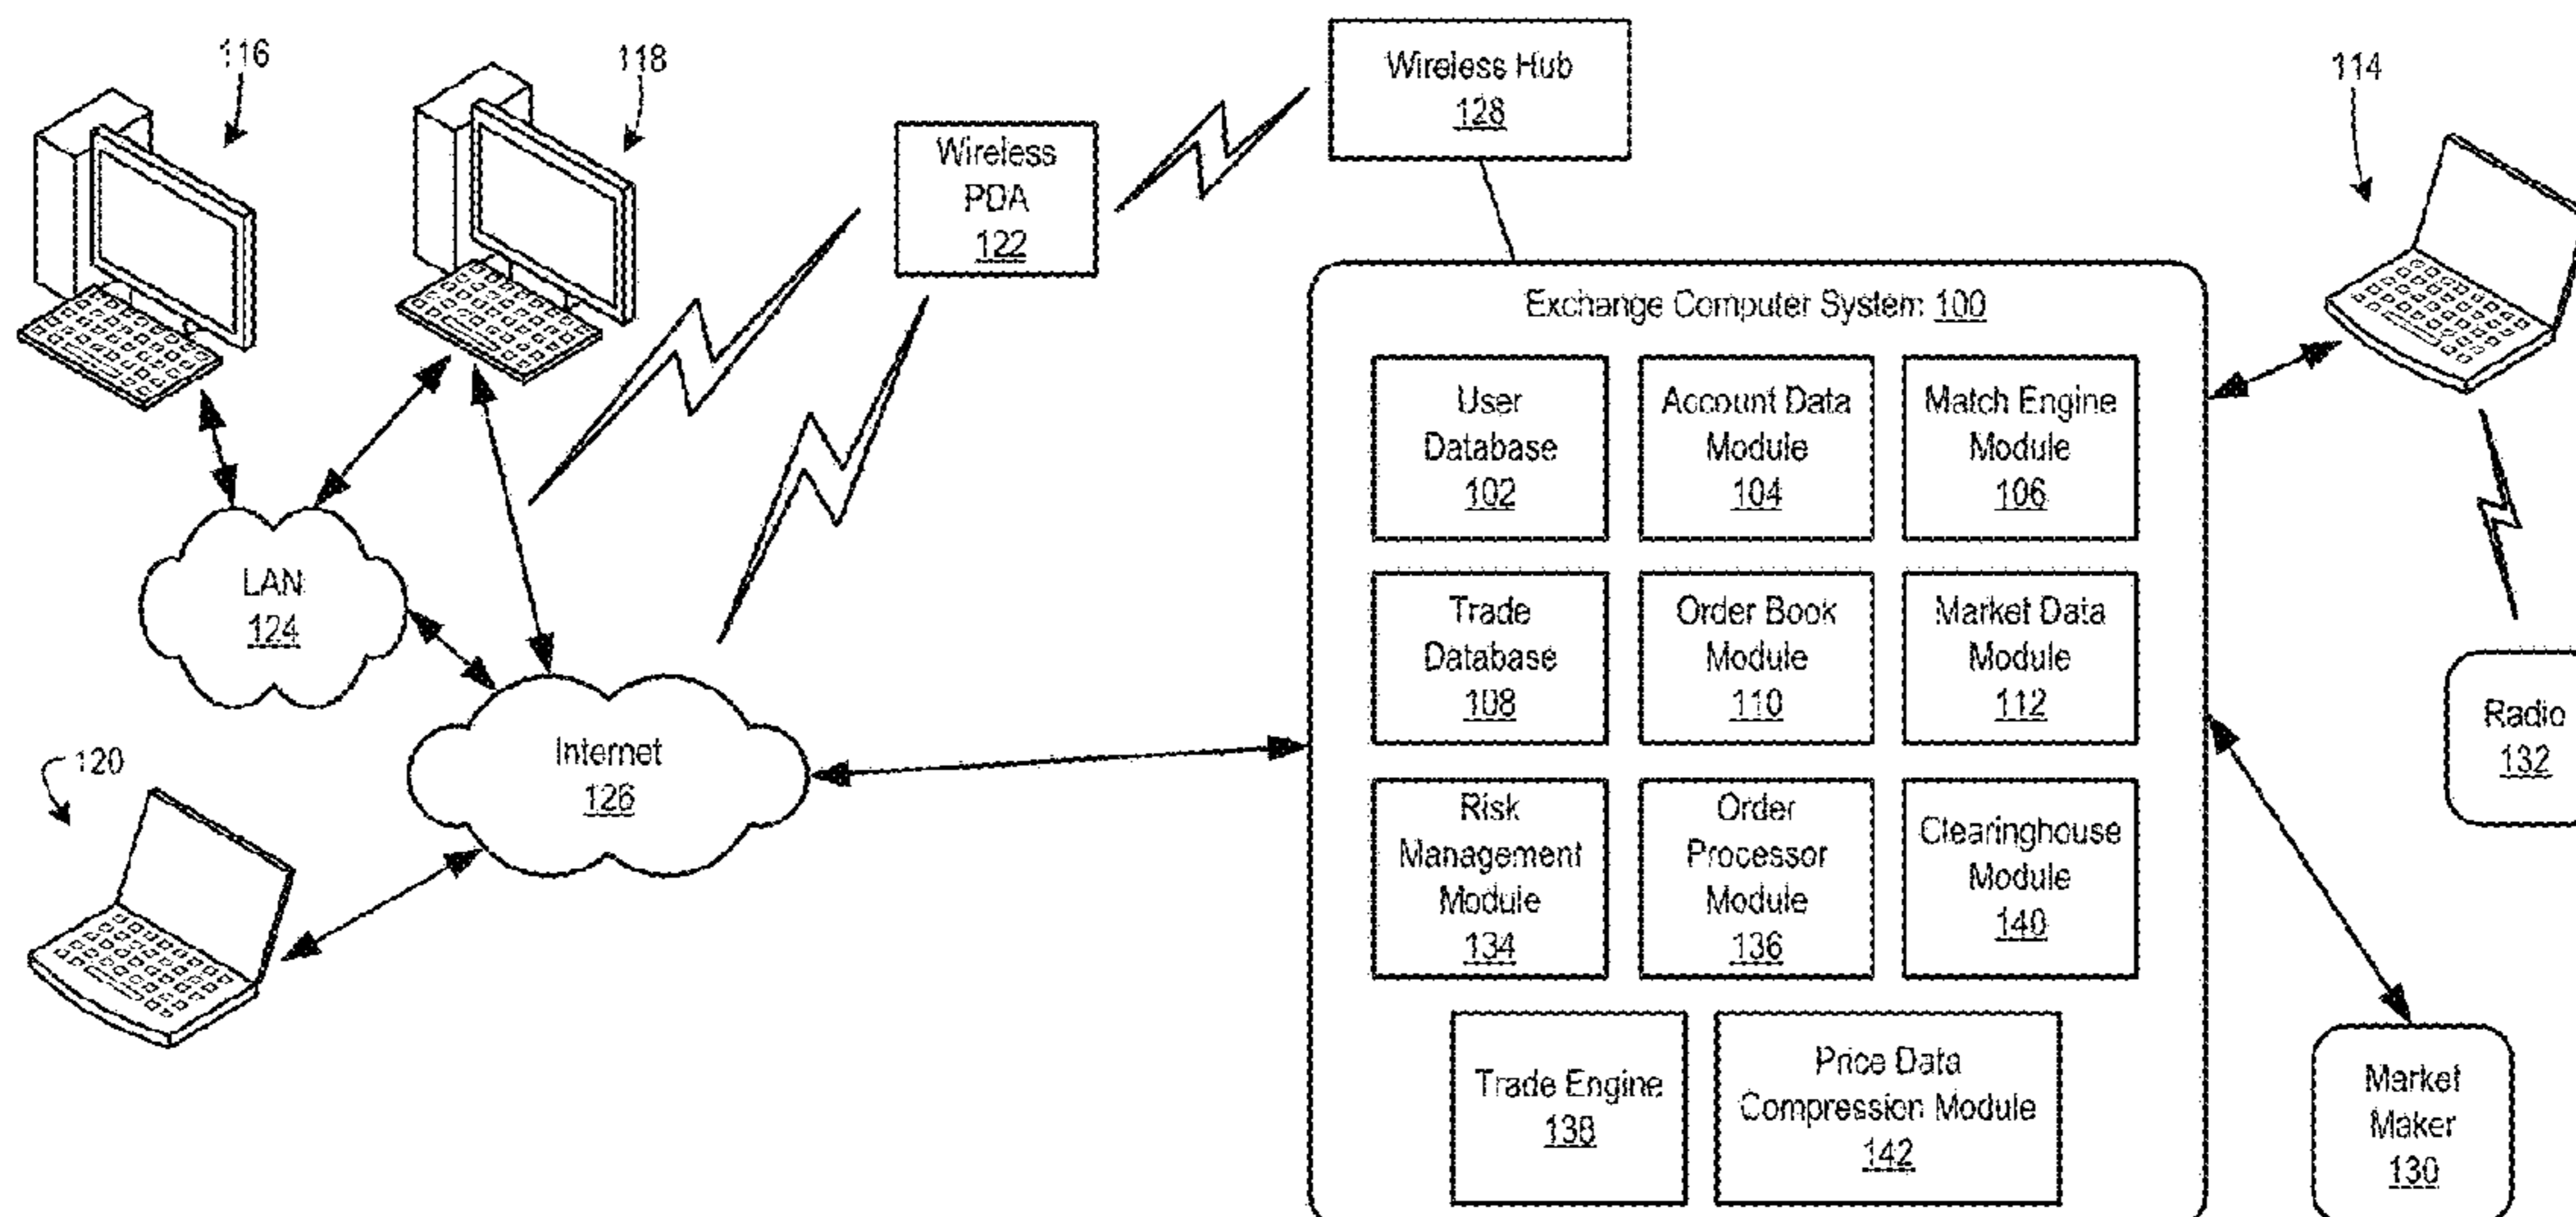 116
118
Wireless Hub
128
114
Wireless
PDA
122
Exchange Computer System 100
User
Database
102
Account Data
Module
104
Match Engine
Module
106
LAN
124
Trade
Database
108
Order Book
Module
110
Market Data
Module
112
Radio
132
120
Internet
126
Risk
Management
Module
134
Order
Processor
Module
136
Clearinghouse
Module
140
Trade Engine
138
Price Data
Compression Module
142
Market
Maker
130